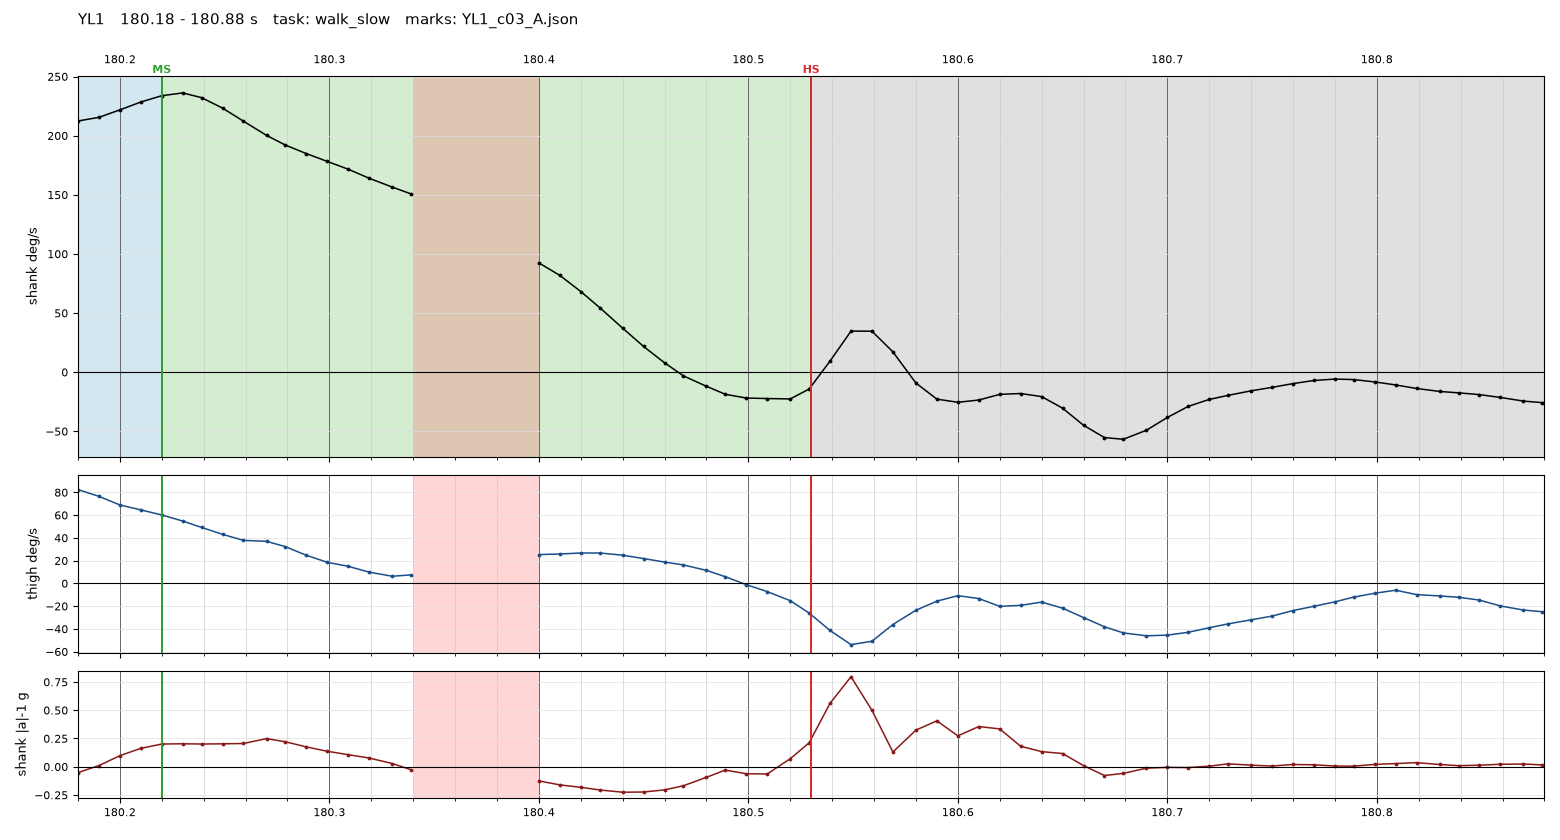 YL1   180.18 - 180.88 s   task: walk_slow   marks: YL1_c03_A.json
180.2 180.3 180.4 180.5 180.6 180.7 180.8
MS HS
250
200
150
100
50
0
−50
shank deg/s
80
60
40
20
0
−20
−40
−60
thigh deg/s
0.75
0.50
0.25
0.00
−0.25
shank |a|-1 g
180.2 180.3 180.4 180.5 180.6 180.7 180.8